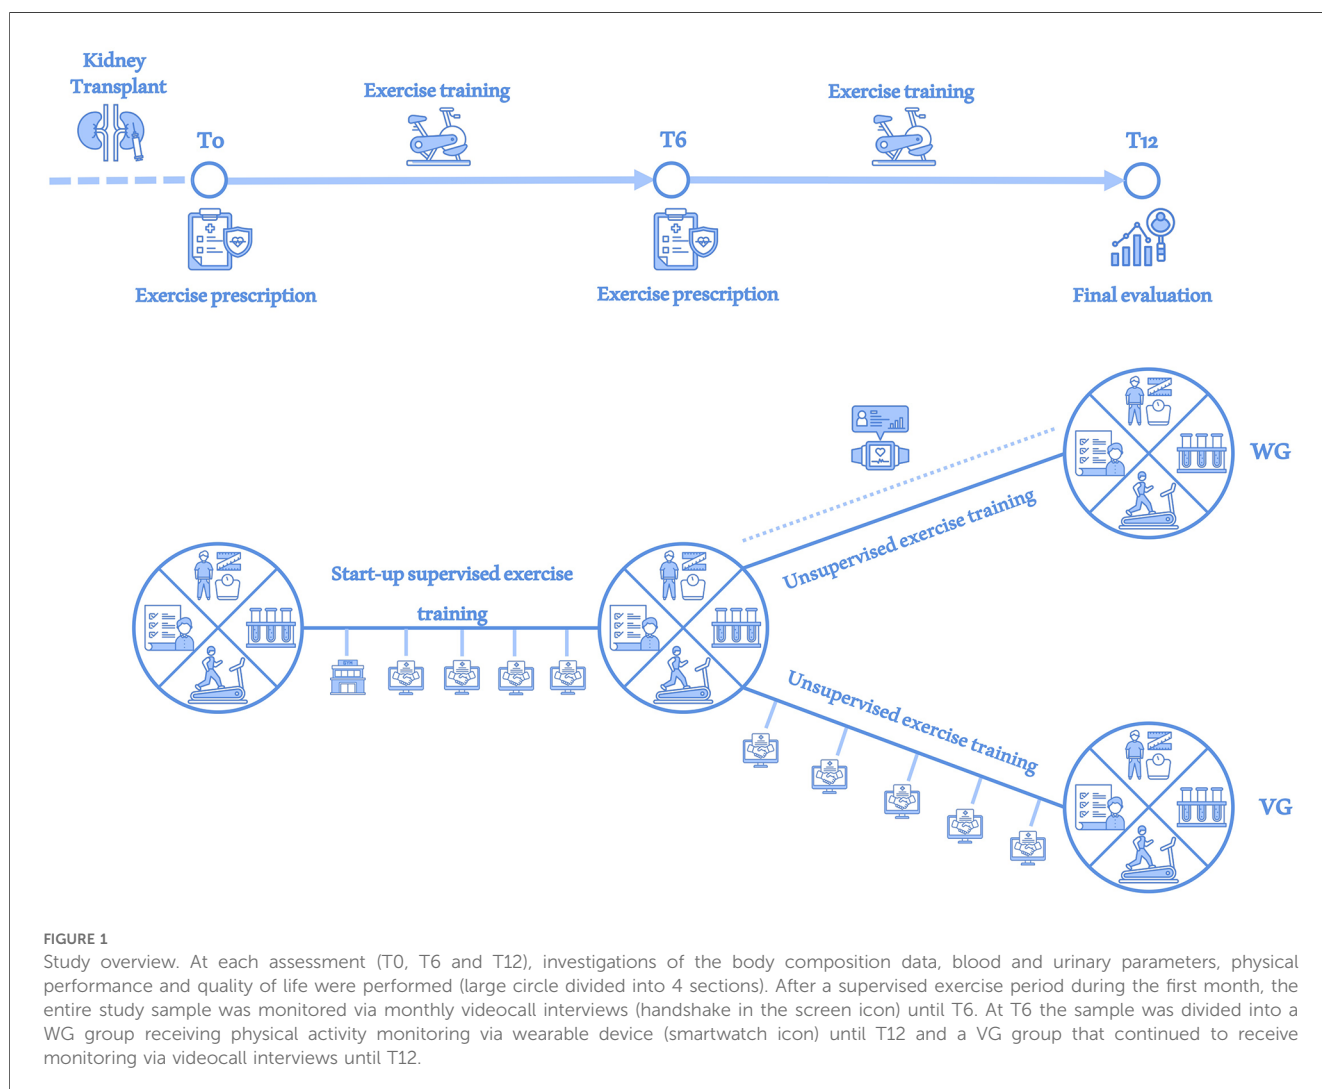 Kidney
Transplant
Exercise training
Exercise training
T0
T6
T12
Exercise prescription
Exercise prescription
Final evaluation
WG
Unsupervised exercise training
Start-up supervised exercise
training
Unsupervised exercise training
VG
FIGURE 1
Study overview. At each assessment (T0, T6 and T12), investigations of the body composition data, blood and urinary parameters, physical
performance and quality of life were performed (large circle divided into 4 sections). After a supervised exercise period during the first month, the
entire study sample was monitored via monthly videocall interviews (handshake in the screen icon) until T6. At T6 the sample was divided into a
WG group receiving physical activity monitoring via wearable device (smartwatch icon) until T12 and a VG group that continued to receive
monitoring via videocall interviews until T12.